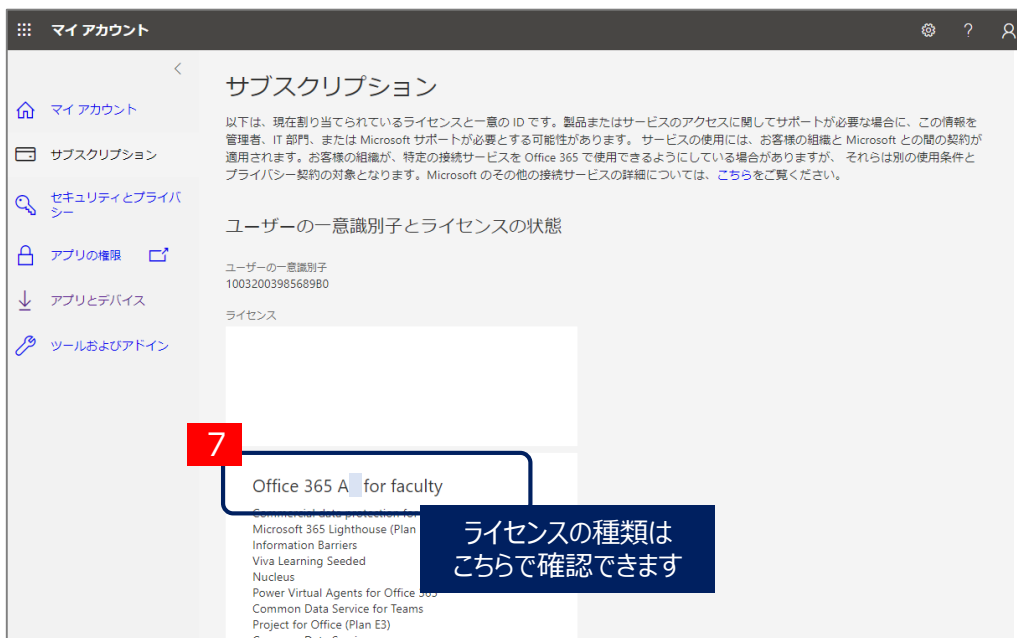 マイ アカウント
?
マイ アカウント
サブスクリプション
セキュリティとプライバ
シー
アプリの権限
アプリとデバイス
ツールおよびアドイン
サブスクリプション
以下は、現在割り当てられているライセンスと一意の ID です。製品またはサービスのアクセスに関してサポートが必要な場合に、この情報を
管理者、IT 部門、または Microsoft サポートが必要とする可能性があります。 サービスの使用には、お客様の組織と Microsoft との間の契約が
適用されます。お客様の組織が、特定の接続サービスを Office 365 で使用できるようにしている場合がありますが、 それらは別の使用条件と
プライバシー契約の対象となります。Microsoft のその他の接続サービスの詳細については、こちらをご覧ください。
ユーザーの一意識別子とライセンスの状態
ユーザーの一意識別子
10032003985689B0
ライセンス
7
Office 365 A for faculty
Commercial data protection for
Microsoft 365 Lighthouse (Plan
Information Barriers
Viva Learning Seeded
Nucleus
Power Virtual Agents for Office 365
Common Data Service for Teams
Project for Office (Plan E3)
ライセンスの種類は
こちらで確認できます